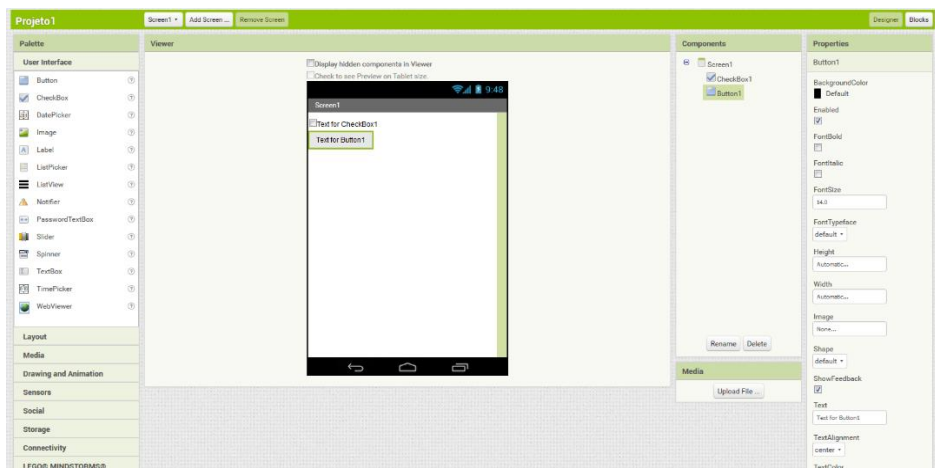 Projeto1
Screen1
Add Screen ...
Remove Screen
Designer
Blocks
Palette
User Interface
Button
CheckBox
DatePicker
Image
Label
ListPicker
ListView
Notifier
PasswordTextBox
Slider
Spinner
TextBox
TimePicker
WebViewer
Layout
Media
Drawing and Animation
Sensors
Social
Storage
Connectivity
LEGO® MINDSTORMS®
Viewer
Display hidden components in Viewer
Check to see Preview on Tablet size.
9:48
Screen1
Text for CheckBox1
Text for Button1
Components
Screen1
CheckBox1
Button1
Rename
Delete
Media
Upload File ...
Properties
Button1
BackgroundColor
Default
Enabled
FontBold
FontItalic
FontSize
14.0
FontTypeface
default
Height
Automatic...
Width
Automatic...
Image
None...
Shape
default
ShowFeedback
Text
Text for Button1
TextAlignment
center
TextColor